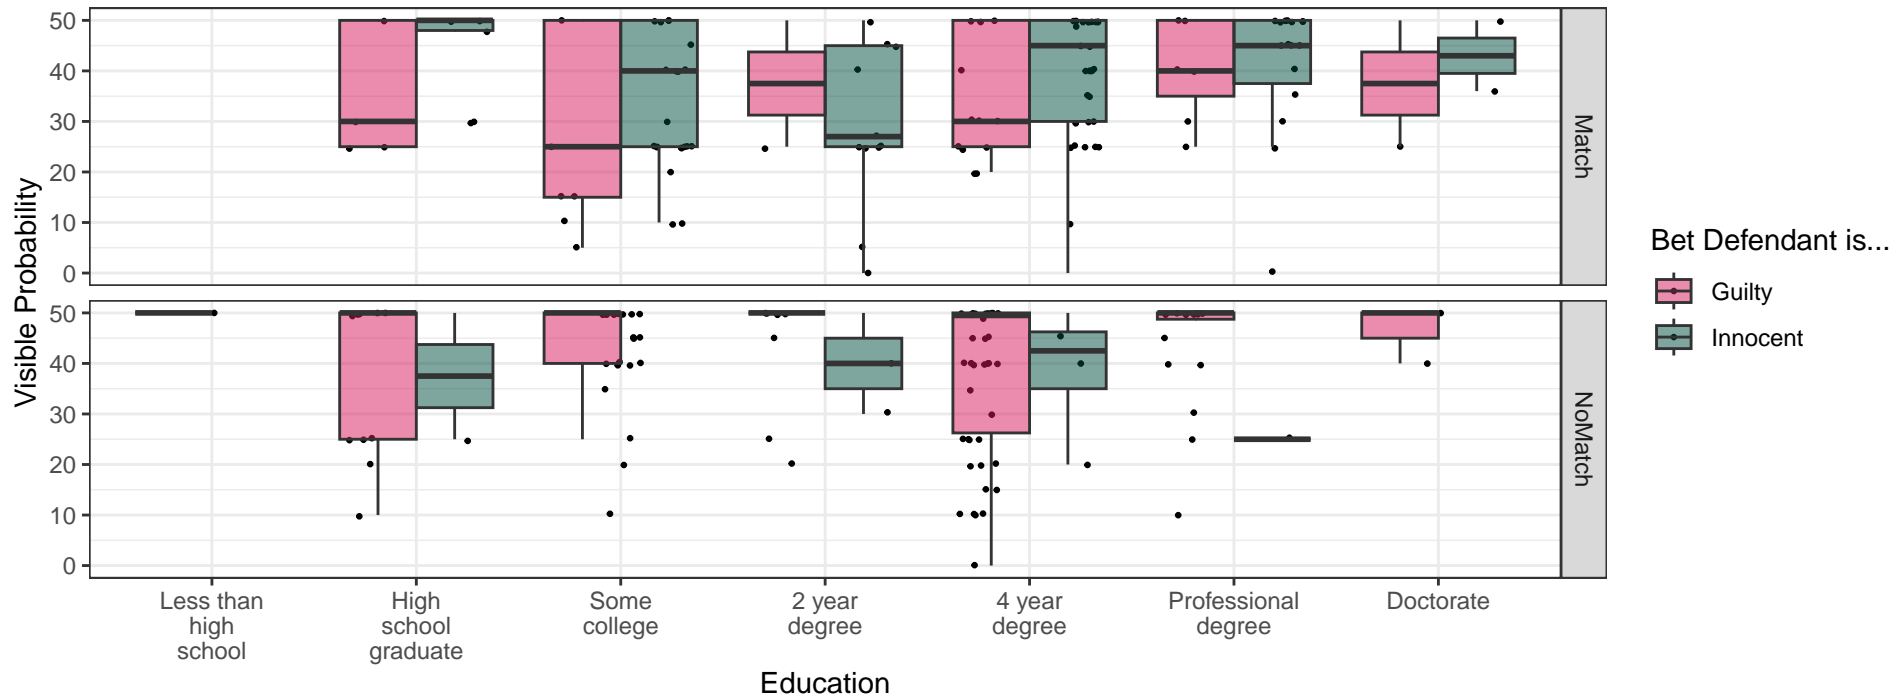 50
40
30
20
10
0
Match
50
40
30
20
10
0
NoMatch
Visible Probability
Less than
high
school
High
school
graduate
Some
college
2 year
degree
4 year
degree
Professional
degree
Doctorate
Education
Bet Defendant is...
Guilty
Innocent